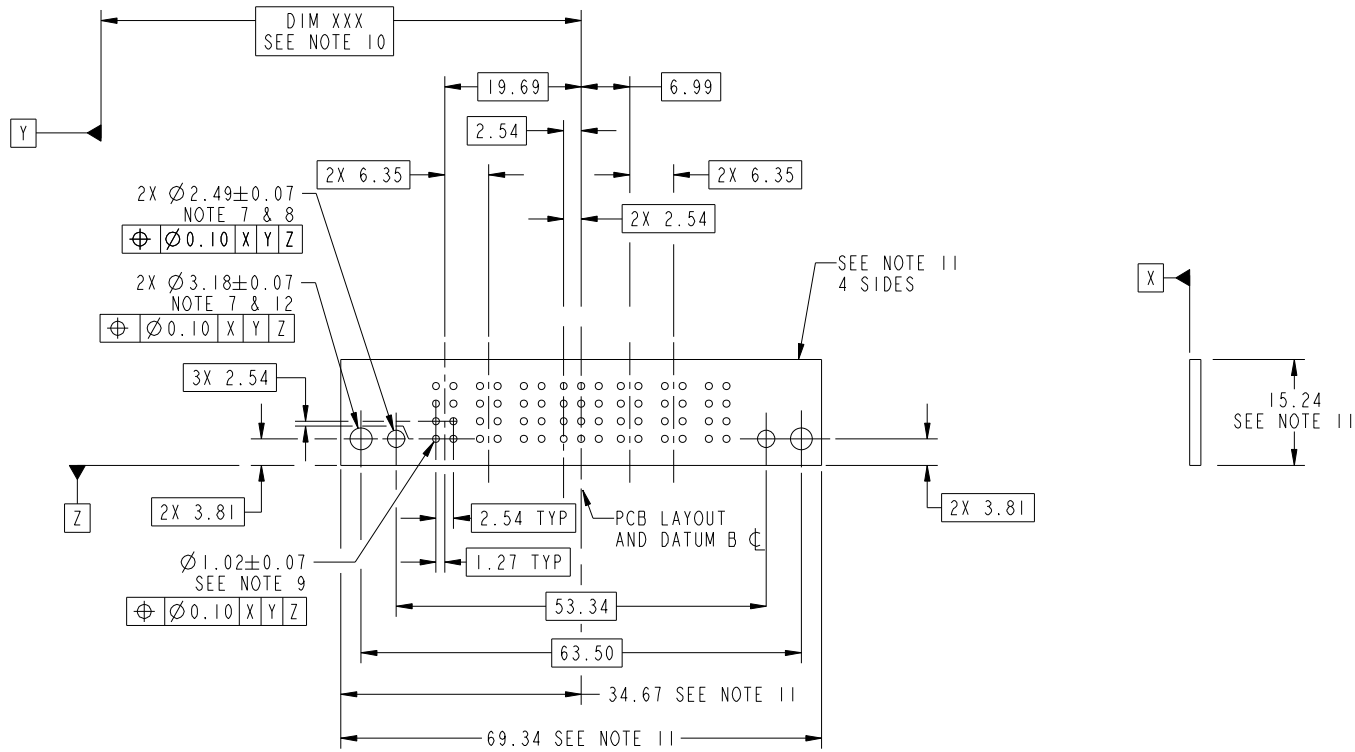 DIM XXX
SEE NOTE 10
19.69
6.99
Y
2.54
2X 6.35
2X 6.35
2X Ø2.49±0.07
NOTE 7 & 8
⌖ Ø0.10 X Y Z
2X 2.54
SEE NOTE 11
4 SIDES
X
2X Ø3.18±0.07
NOTE 7 & 12
⌖ Ø0.10 X Y Z
3X 2.54
15.24
SEE NOTE 11
Z
2X 3.81
2.54 TYP
PCB LAYOUT
AND DATUM B ℄
2X 3.81
Ø1.02±0.07
SEE NOTE 9
⌖ Ø0.10 X Y Z
1.27 TYP
53.34
63.50
34.67 SEE NOTE 11
69.34 SEE NOTE 11